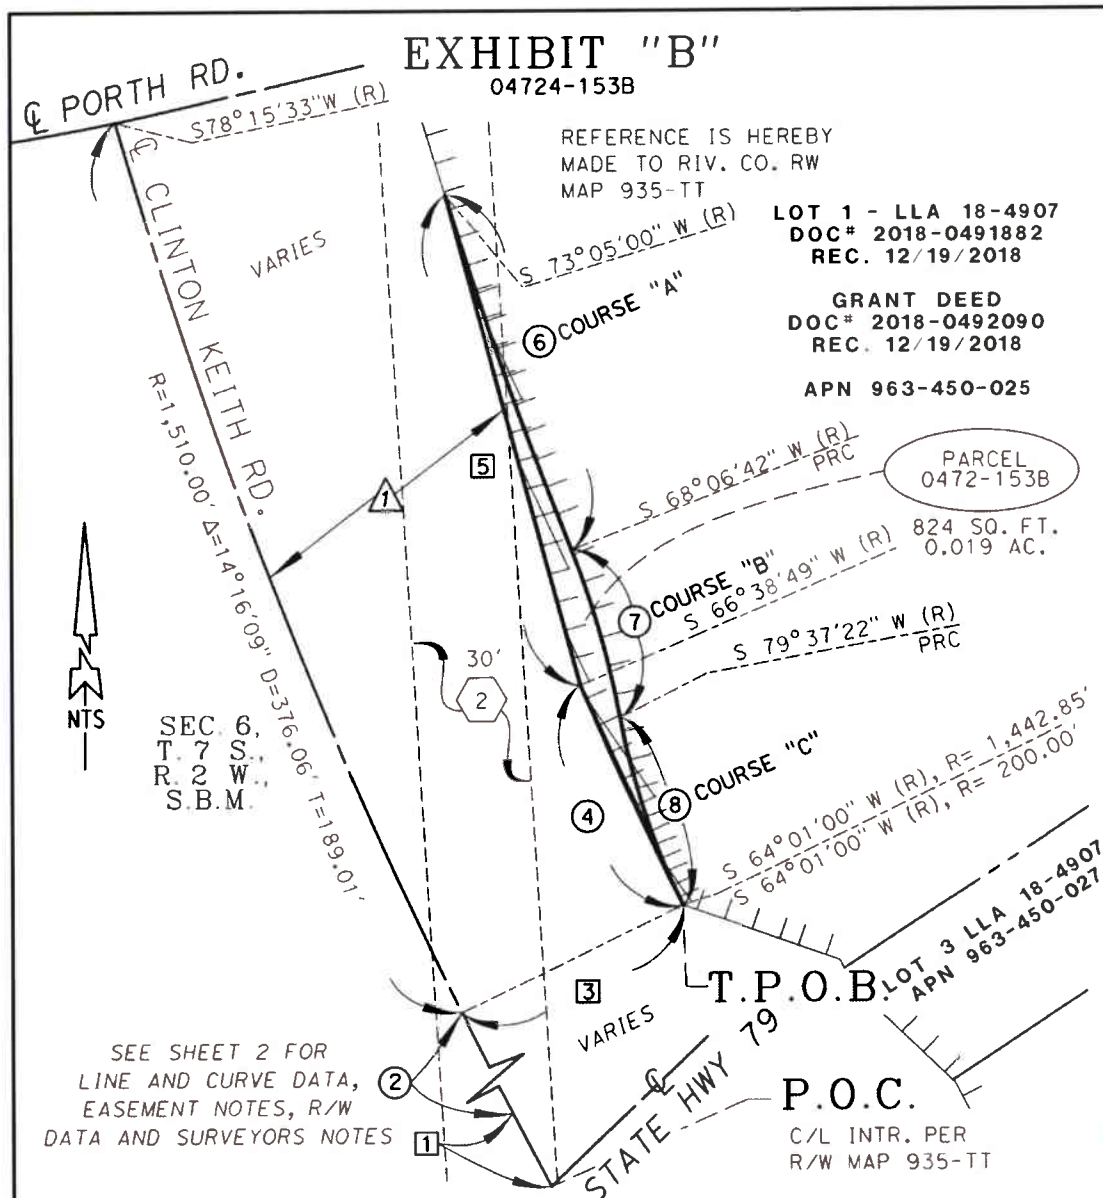 EXHIBIT "B"
04724-153B
℄ PORTH RD.
S78°15'33"W (R)
REFERENCE IS HEREBY
MADE TO RIV. CO. RW
MAP 935-TT
℄ CLINTON KEITH RD.
VARIES
S 73°05'00" W (R)
LOT 1 - LLA 18-4907
DOC# 2018-0491882
REC. 12/19/2018
GRANT DEED
DOC# 2018-0492090
REC. 12/19/2018
APN 963-450-025
6 COURSE "A"
R=1,510.00' Δ=14°16'09" D=376.06' T=189.01'
5
1
S 68°06'42" W (R)
PRC
PARCEL
0472-153B
824 SQ. FT.
0.019 AC.
7 COURSE "B"
S 66°38'49" W (R)
S 79°37'22" W (R)
PRC
30'
2
N
NTS
SEC. 6,
T. 7 S.,
R. 2 W.,
S.B.M.
4
8 COURSE "C"
S 64°01'00" W (R), R= 1,442.85'
S 64°01'00" W (R), R= 200.00'
LOT 3 LLA 18-4907
APN 963-450-027
T.P.O.B.
3
VARIES
SEE SHEET 2 FOR
LINE AND CURVE DATA,
EASEMENT NOTES, R/W
DATA AND SURVEYORS NOTES
2
1
℄
STATE HWY 79
P.O.C.
C/L INTR. PER
R/W MAP 935-TT